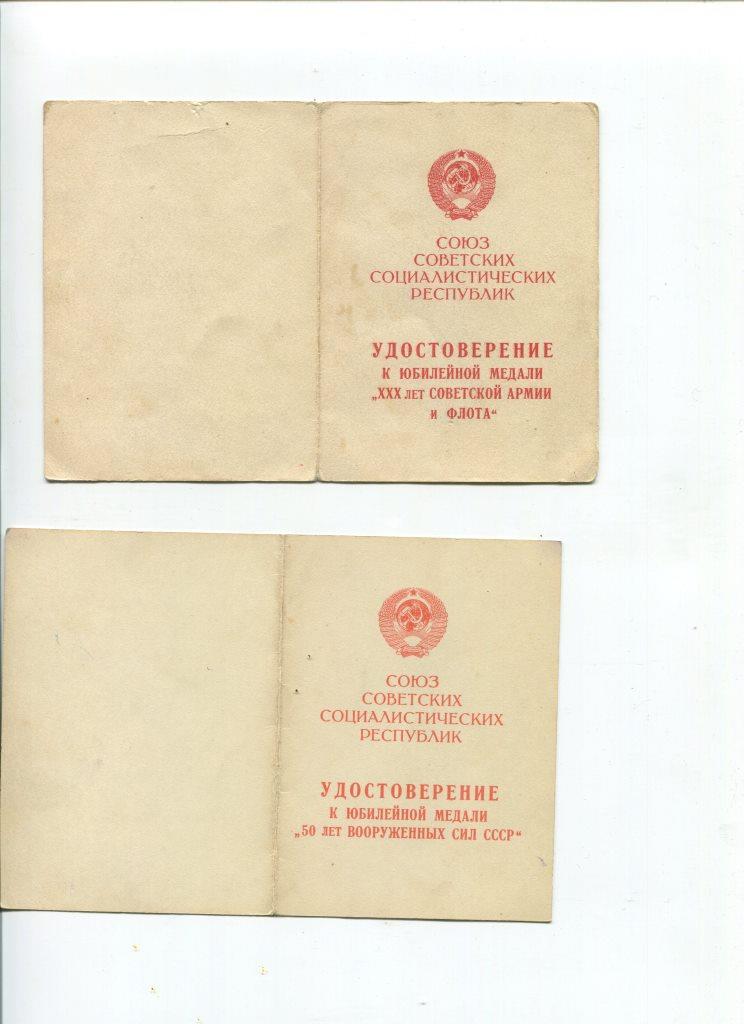 СОЮЗ
СОВЕТСКИХ
СОЦИАЛИСТИЧЕСКИХ
РЕСПУБЛИК
УДОСТОВЕРЕНИЕ
К ЮБИЛЕЙНОЙ МЕДАЛИ
„XXX ЛЕТ СОВЕТСКОЙ АРМИИ
И ФЛОТА“
СОЮЗ
СОВЕТСКИХ
СОЦИАЛИСТИЧЕСКИХ
РЕСПУБЛИК
УДОСТОВЕРЕНИЕ
К ЮБИЛЕЙНОЙ МЕДАЛИ
„50 ЛЕТ ВООРУЖЕННЫХ СИЛ СССР“